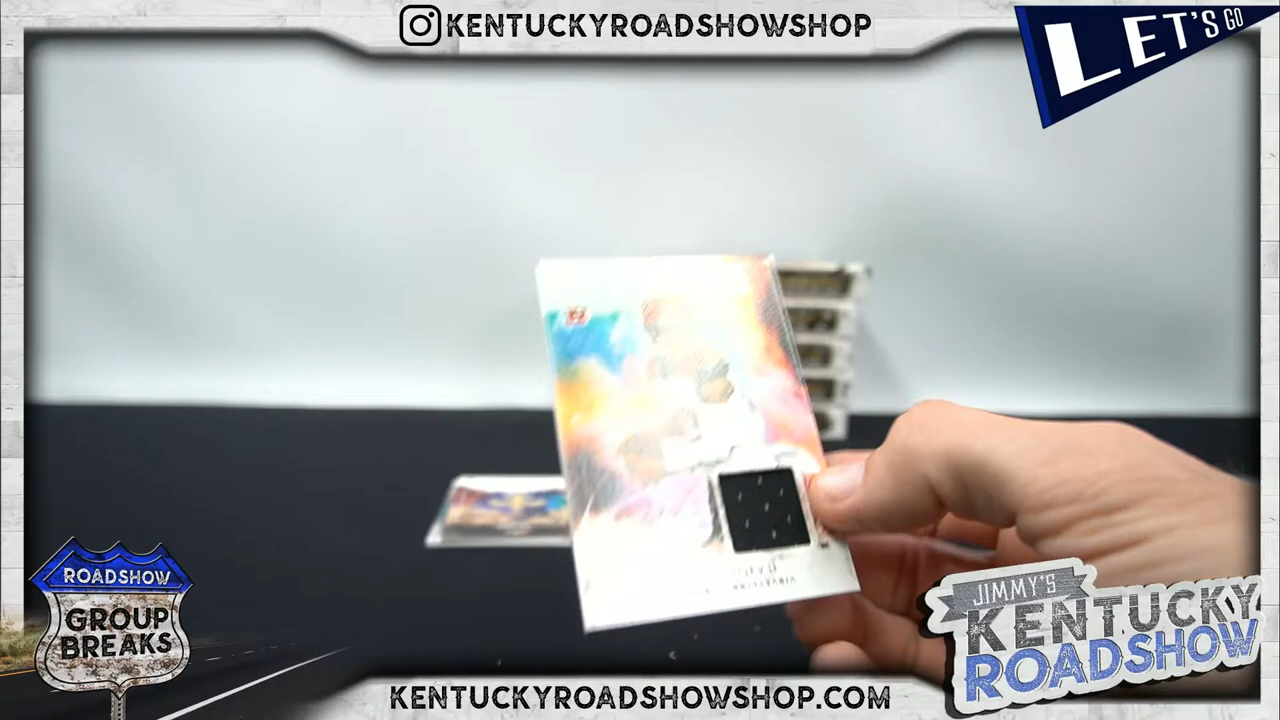 KENTUCKYROADSHOWSHOP
LET'S GO
ROADSHOW
GROUP
BREAKS
JIMMY'S
KENTUCKY
ROADSHOW
KENTUCKYROADSHOWSHOP.COM